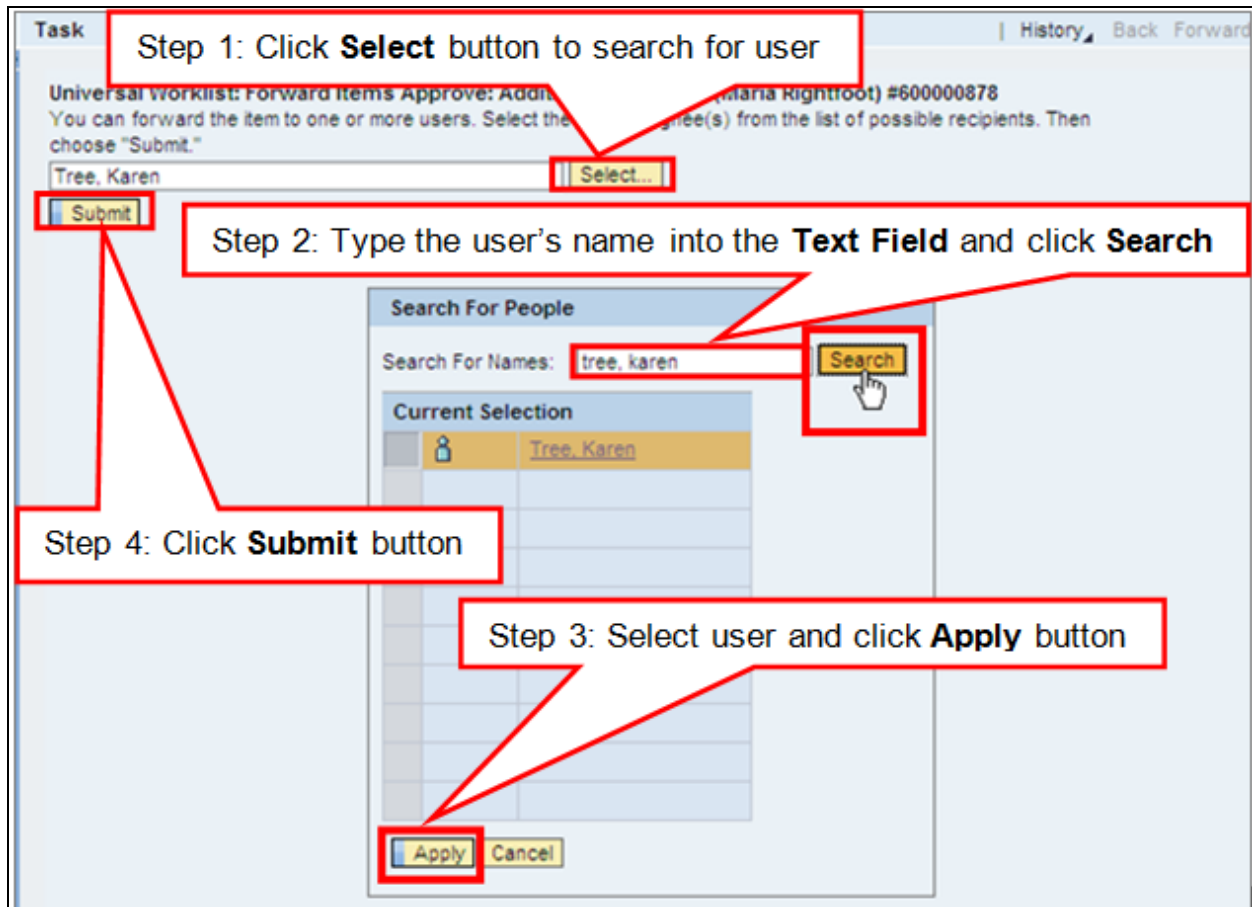 Task
| History Back Forward
Step 1: Click Select button to search for user
Universal Worklist: Forward Items Approve: Addit (Maria Rightfoot) #600000878
You can forward the item to one or more users. Select the gnee(s) from the list of possible recipients. Then
choose "Submit."
Tree, Karen
Select...
Submit
Step 2: Type the user's name into the Text Field and click Search
Search For People
Search For Names: tree, karen Search
Current Selection
Tree, Karen
Step 4: Click Submit button
Step 3: Select user and click Apply button
Apply Cancel